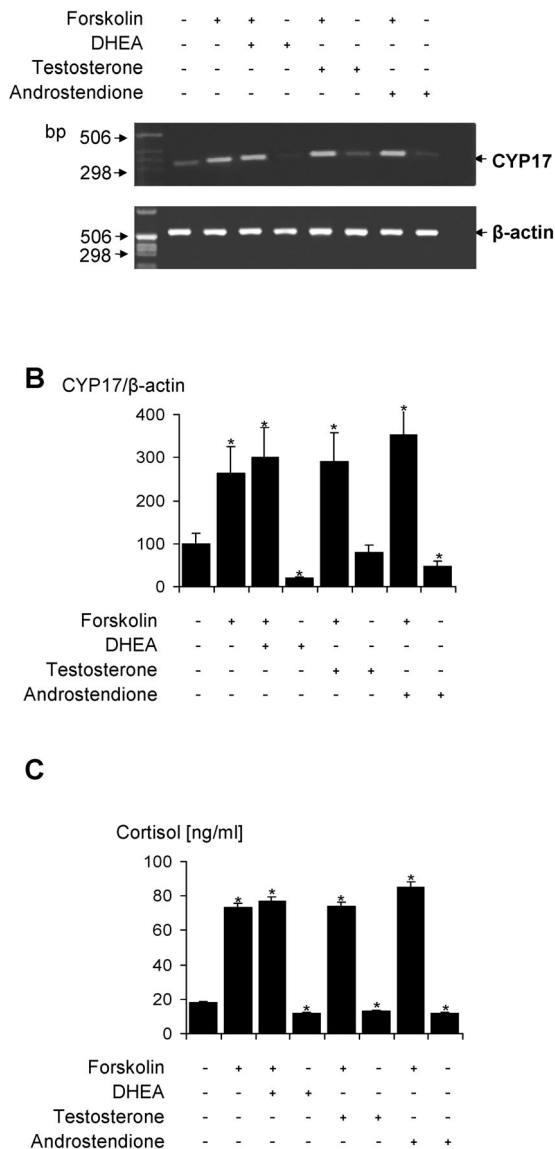 Forskolin - + + - + - + -
DHEA - - + + - - - -
Testosterone - - - - + + - -
Androstendione - - - - - - + +
bp
506
298
CYP17
506
298
β-actin
B
CYP17/β-actin
400
300
200
100
0
* * * * * *
Forskolin - + + - + - + -
DHEA - - + + - - - -
Testosterone - - - - + + - -
Androstendione - - - - - - + +
C
Cortisol [ng/ml]
100
80
60
40
20
0
* * * * * * *
Forskolin - + + - + - + -
DHEA - - + + - - - -
Testosterone - - - - + + - -
Androstendione - - - - - - + +